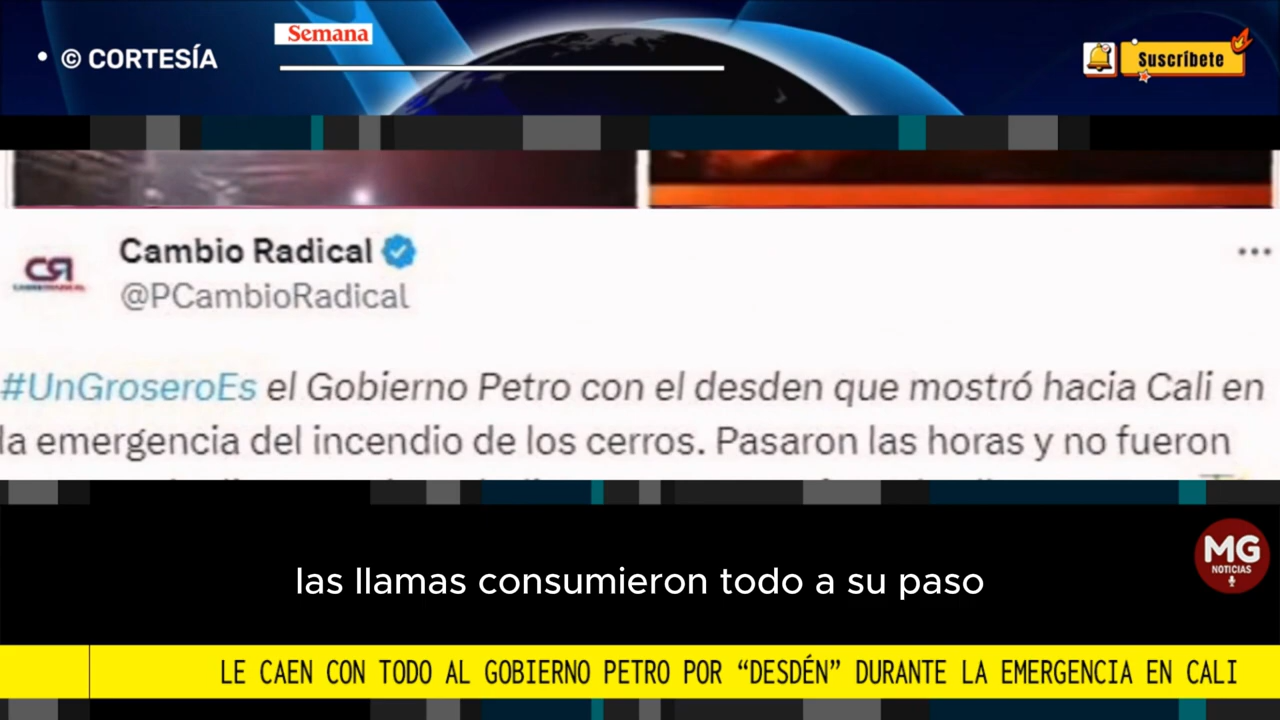 Semana
• © CORTESÍA
Suscríbete
Cambio Radical
@PCambioRadical
#UnGroseroEs el Gobierno Petro con el desden que mostró hacia Cali en
la emergencia del incendio de los cerros. Pasaron las horas y no fueron
las llamas consumieron todo a su paso
MG
NOTICIAS
LE CAEN CON TODO AL GOBIERNO PETRO POR “DESDÉN” DURANTE LA EMERGENCIA EN CALI